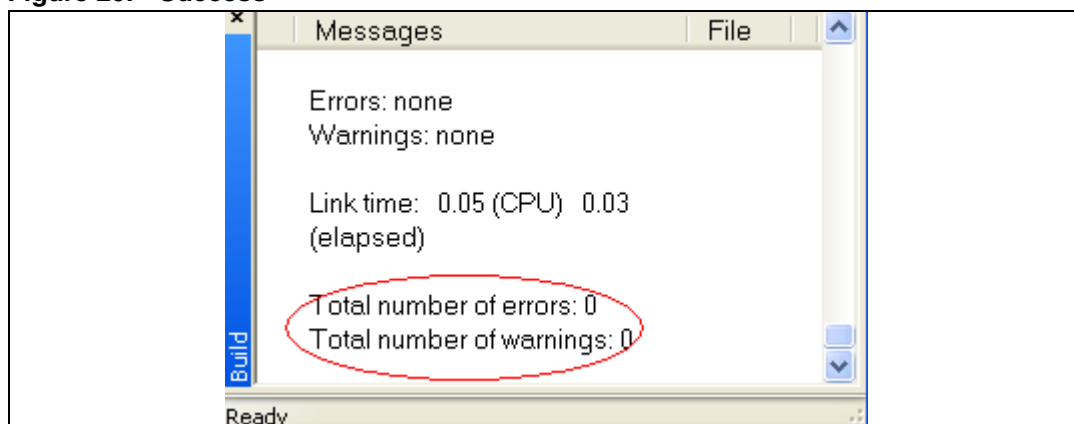 Messages File
Errors: none
Warnings: none
Link time: 0.05 (CPU) 0.03
(elapsed)
Total number of errors: 0
Total number of warnings: 0
Build
Ready